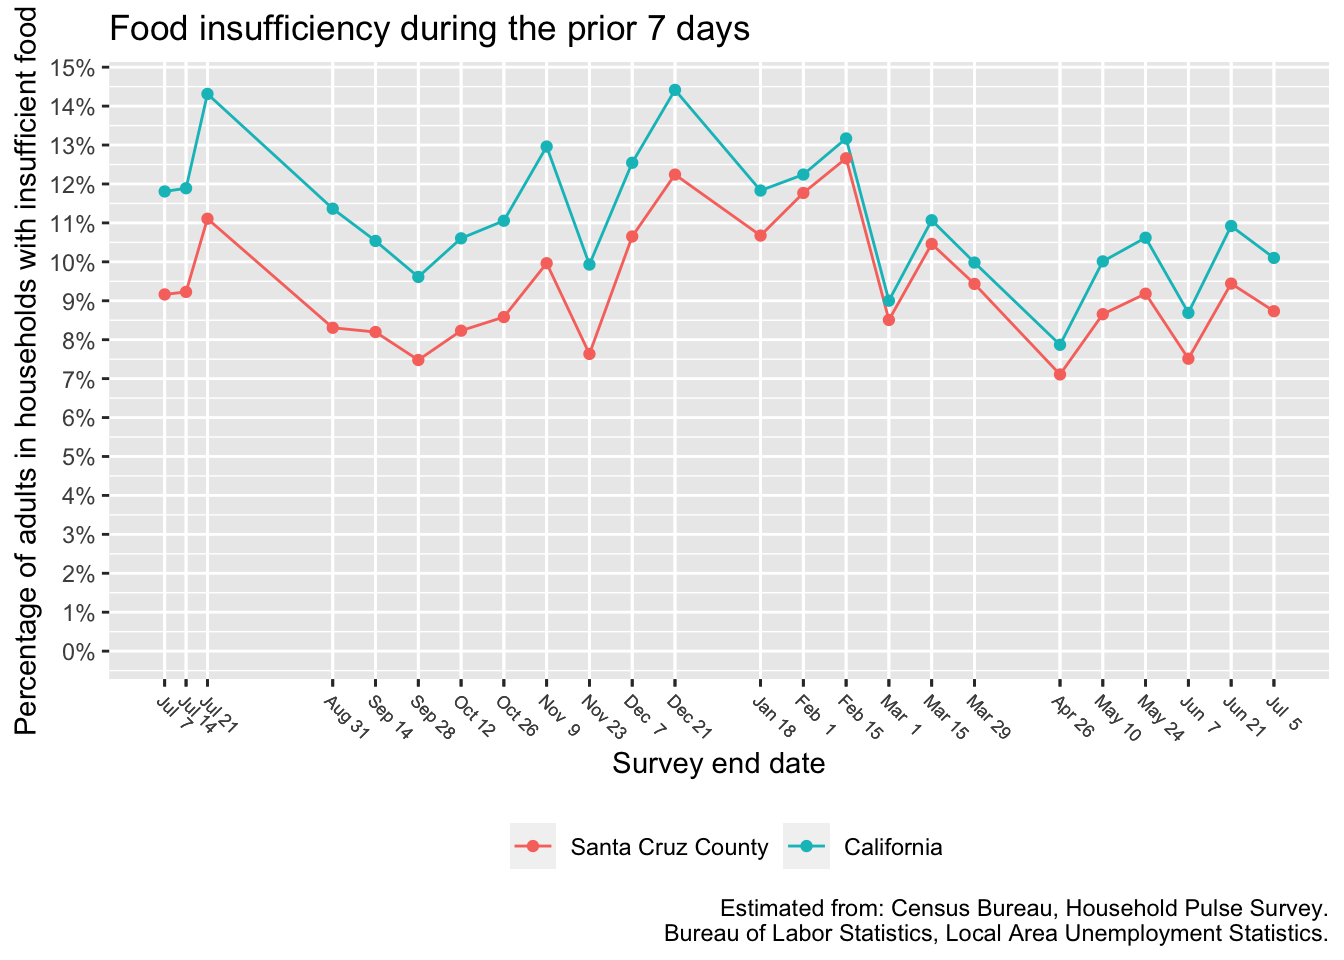 Food insufficiency during the prior 7 days
Percentage of adults in households with insufficient food
15%
14%
13%
12%
11%
10%
9%
8%
7%
6%
5%
4%
3%
2%
1%
0%
Jul 7
Jul 14
Jul 21
Aug 31
Sep 14
Sep 28
Oct 12
Oct 26
Nov 9
Nov 23
Dec 7
Dec 21
Jan 18
Feb 1
Feb 15
Mar 1
Mar 15
Mar 29
Apr 26
May 10
May 24
Jun 7
Jun 21
Jul 5
Survey end date
Santa Cruz County
California
Estimated from: Census Bureau, Household Pulse Survey.
Bureau of Labor Statistics, Local Area Unemployment Statistics.